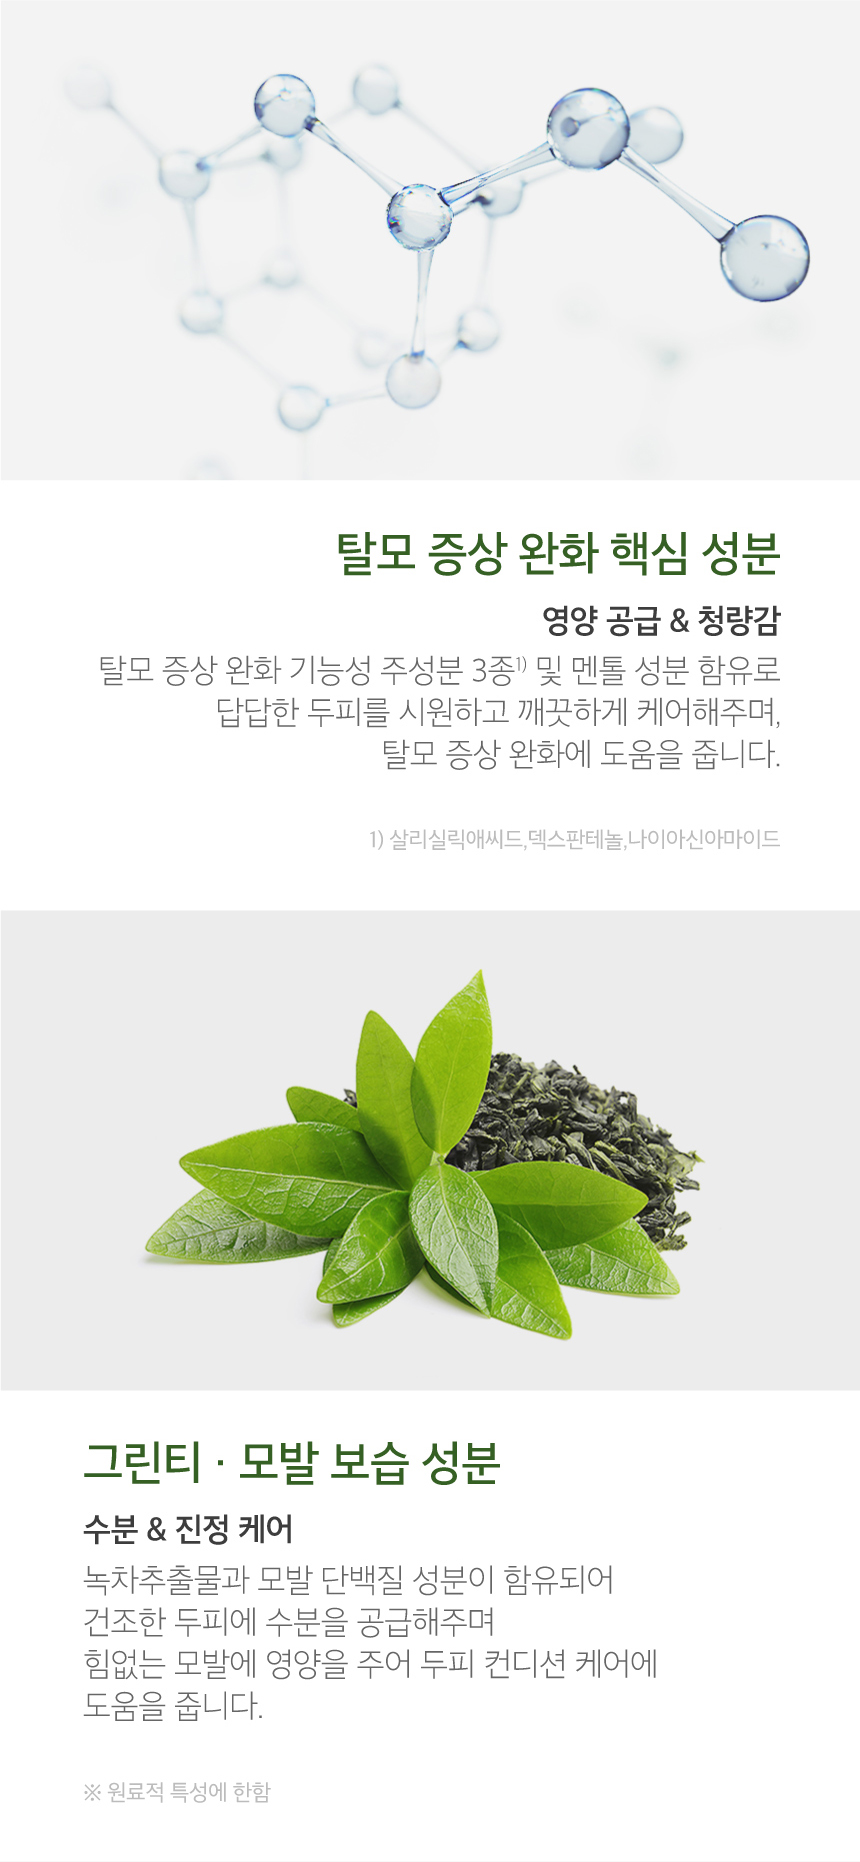 탈모 증상 완화 핵심 성분
영양 공급 & 청량감
탈모 증상 완화 기능성 주성분 3종1) 및 멘톨 성분 함유로
답답한 두피를 시원하고 깨끗하게 케어해주며,
탈모 증상 완화에 도움을 줍니다.
1) 살리실릭애씨드,덱스판테놀,나이아신아마이드
그린티 · 모발 보습 성분
수분 & 진정 케어
녹차추출물과 모발 단백질 성분이 함유되어
건조한 두피에 수분을 공급해주며
힘없는 모발에 영양을 주어 두피 컨디션 케어에
도움을 줍니다.
※ 원료적 특성에 한함